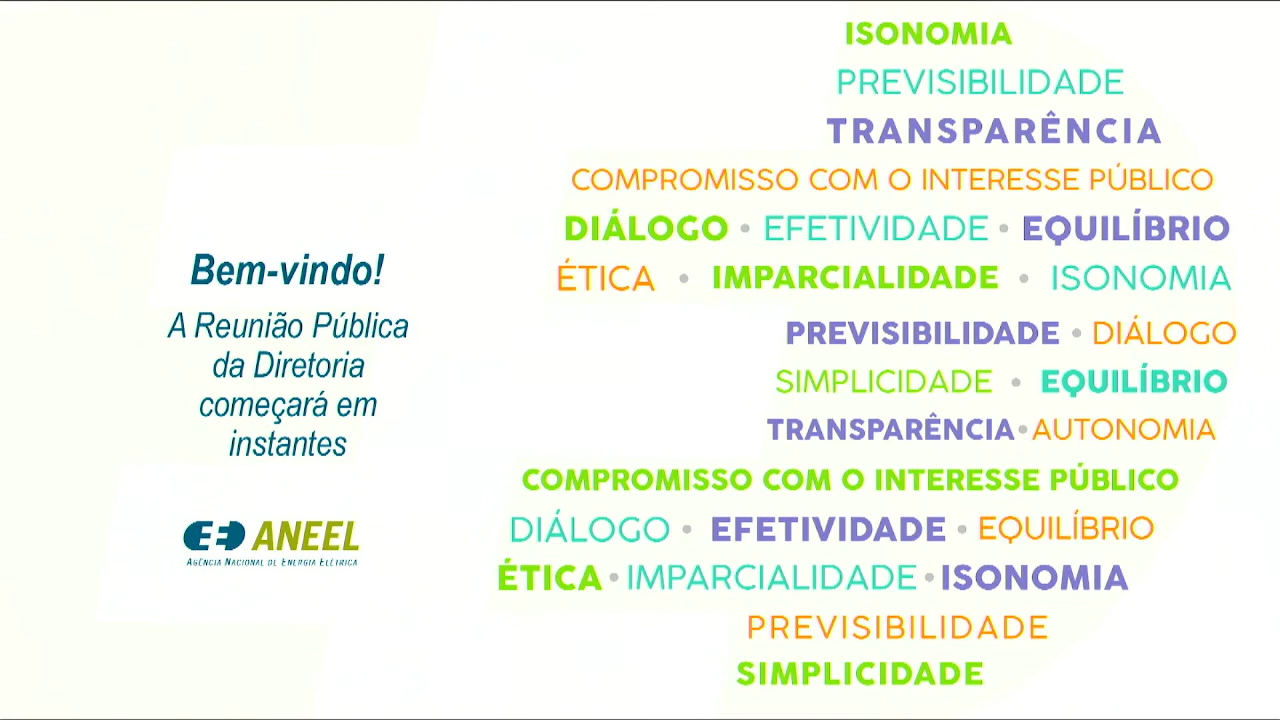 Bem-vindo!
A Reunião Pública
da Diretoria
começará em
instantes
ANEEL
AGÊNCIA NACIONAL DE ENERGIA ELÉTRICA
ISONOMIA
PREVISIBILIDADE
TRANSPARÊNCIA
COMPROMISSO COM O INTERESSE PÚBLICO
DIÁLOGO • EFETIVIDADE • EQUILÍBRIO
ÉTICA • IMPARCIALIDADE • ISONOMIA
PREVISIBILIDADE • DIÁLOGO
SIMPLICIDADE • EQUILÍBRIO
TRANSPARÊNCIA • AUTONOMIA
COMPROMISSO COM O INTERESSE PÚBLICO
DIÁLOGO • EFETIVIDADE • EQUILÍBRIO
ÉTICA • IMPARCIALIDADE • ISONOMIA
PREVISIBILIDADE
SIMPLICIDADE